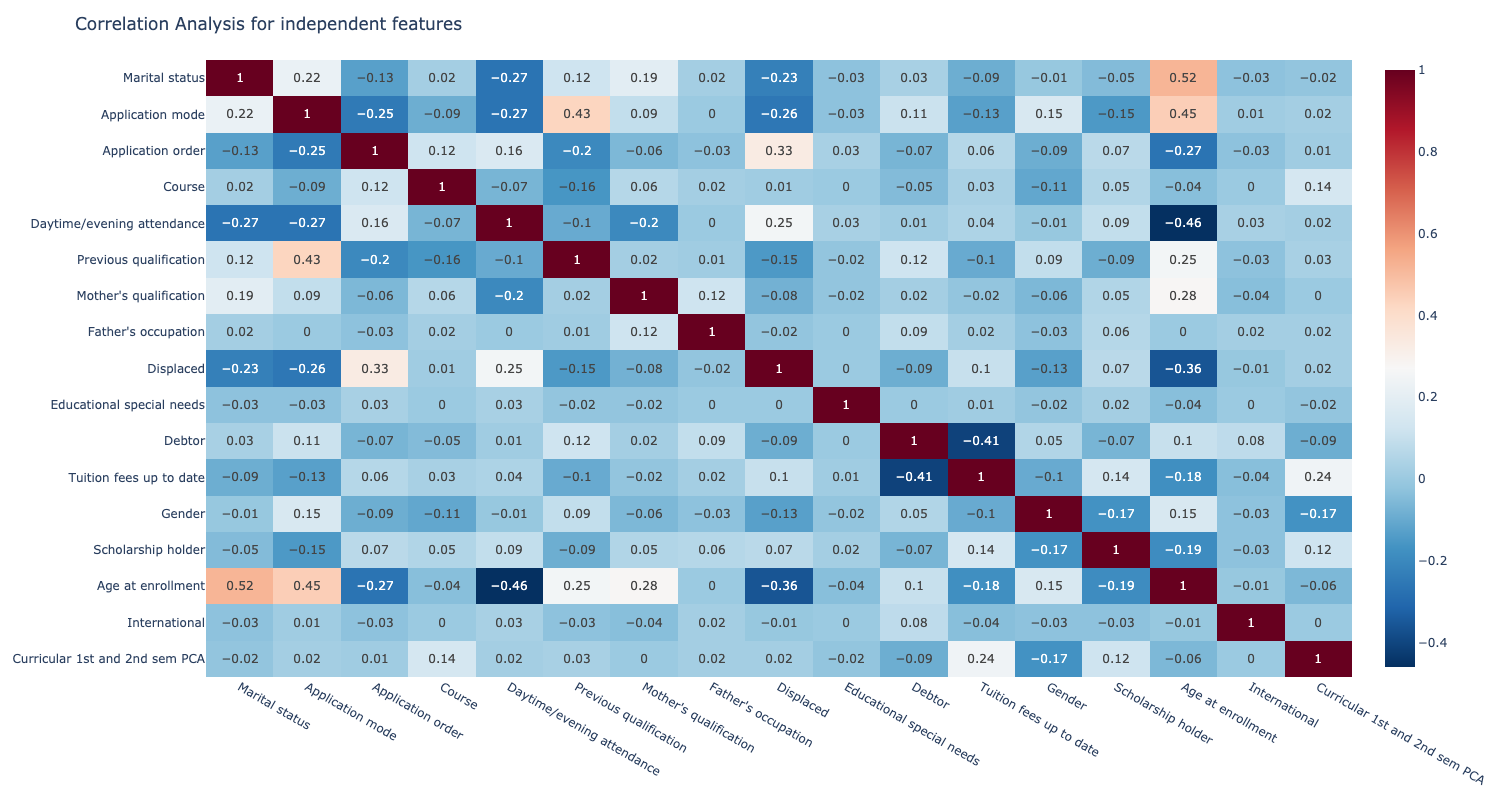 Correlation Analysis for independent features
Marital status 1 0.22 −0.13 0.02 −0.27 0.12 0.19 0.02 −0.23 −0.03 0.03 −0.09 −0.01 −0.05 0.52 −0.03 −0.02
Application mode 0.22 1 −0.25 −0.09 −0.27 0.43 0.09 0 −0.26 −0.03 0.11 −0.13 0.15 −0.15 0.45 0.01 0.02
Application order −0.13 −0.25 1 0.12 0.16 −0.2 −0.06 −0.03 0.33 0.03 −0.07 0.06 −0.09 0.07 −0.27 −0.03 0.01
Course 0.02 −0.09 0.12 1 −0.07 −0.16 0.06 0.02 0.01 0 −0.05 0.03 −0.11 0.05 −0.04 0 0.14
Daytime/evening attendance −0.27 −0.27 0.16 −0.07 1 −0.1 −0.2 0 0.25 0.03 0.01 0.04 −0.01 0.09 −0.46 0.03 0.02
Previous qualification 0.12 0.43 −0.2 −0.16 −0.1 1 0.02 0.01 −0.15 −0.02 0.12 −0.1 0.09 −0.09 0.25 −0.03 0.03
Mother's qualification 0.19 0.09 −0.06 0.06 −0.2 0.02 1 0.12 −0.08 −0.02 0.02 −0.02 −0.06 0.05 0.28 −0.04 0
Father's occupation 0.02 0 −0.03 0.02 0 0.01 0.12 1 −0.02 0 0.09 0.02 −0.03 0.06 0 0.02 0.02
Displaced −0.23 −0.26 0.33 0.01 0.25 −0.15 −0.08 −0.02 1 0 −0.09 0.1 −0.13 0.07 −0.36 −0.01 0.02
Educational special needs −0.03 −0.03 0.03 0 0.03 −0.02 −0.02 0 0 1 0 0.01 −0.02 0.02 −0.04 0 −0.02
Debtor 0.03 0.11 −0.07 −0.05 0.01 0.12 0.02 0.09 −0.09 0 1 −0.41 0.05 −0.07 0.1 0.08 −0.09
Tuition fees up to date −0.09 −0.13 0.06 0.03 0.04 −0.1 −0.02 0.02 0.1 0.01 −0.41 1 −0.1 0.14 −0.18 −0.04 0.24
Gender −0.01 0.15 −0.09 −0.11 −0.01 0.09 −0.06 −0.03 −0.13 −0.02 0.05 −0.1 1 −0.17 0.15 −0.03 −0.17
Scholarship holder −0.05 −0.15 0.07 0.05 0.09 −0.09 0.05 0.06 0.07 0.02 −0.07 0.14 −0.17 1 −0.19 −0.03 0.12
Age at enrollment 0.52 0.45 −0.27 −0.04 −0.46 0.25 0.28 0 −0.36 −0.04 0.1 −0.18 0.15 −0.19 1 −0.01 −0.06
International −0.03 0.01 −0.03 0 0.03 −0.03 −0.04 0.02 −0.01 0 0.08 −0.04 −0.03 −0.03 −0.01 1 0
Curricular 1st and 2nd sem PCA −0.02 0.02 0.01 0.14 0.02 0.03 0 0.02 0.02 −0.02 −0.09 0.24 −0.17 0.12 −0.06 0 1
Marital status
Application mode
Application order
Course
Daytime/evening attendance
Previous qualification
Mother's qualification
Father's occupation
Displaced
Educational special needs
Debtor
Tuition fees up to date
Gender
Scholarship holder
Age at enrollment
International
Curricular 1st and 2nd sem PCA
1
0.8
0.6
0.4
0.2
0
−0.2
−0.4